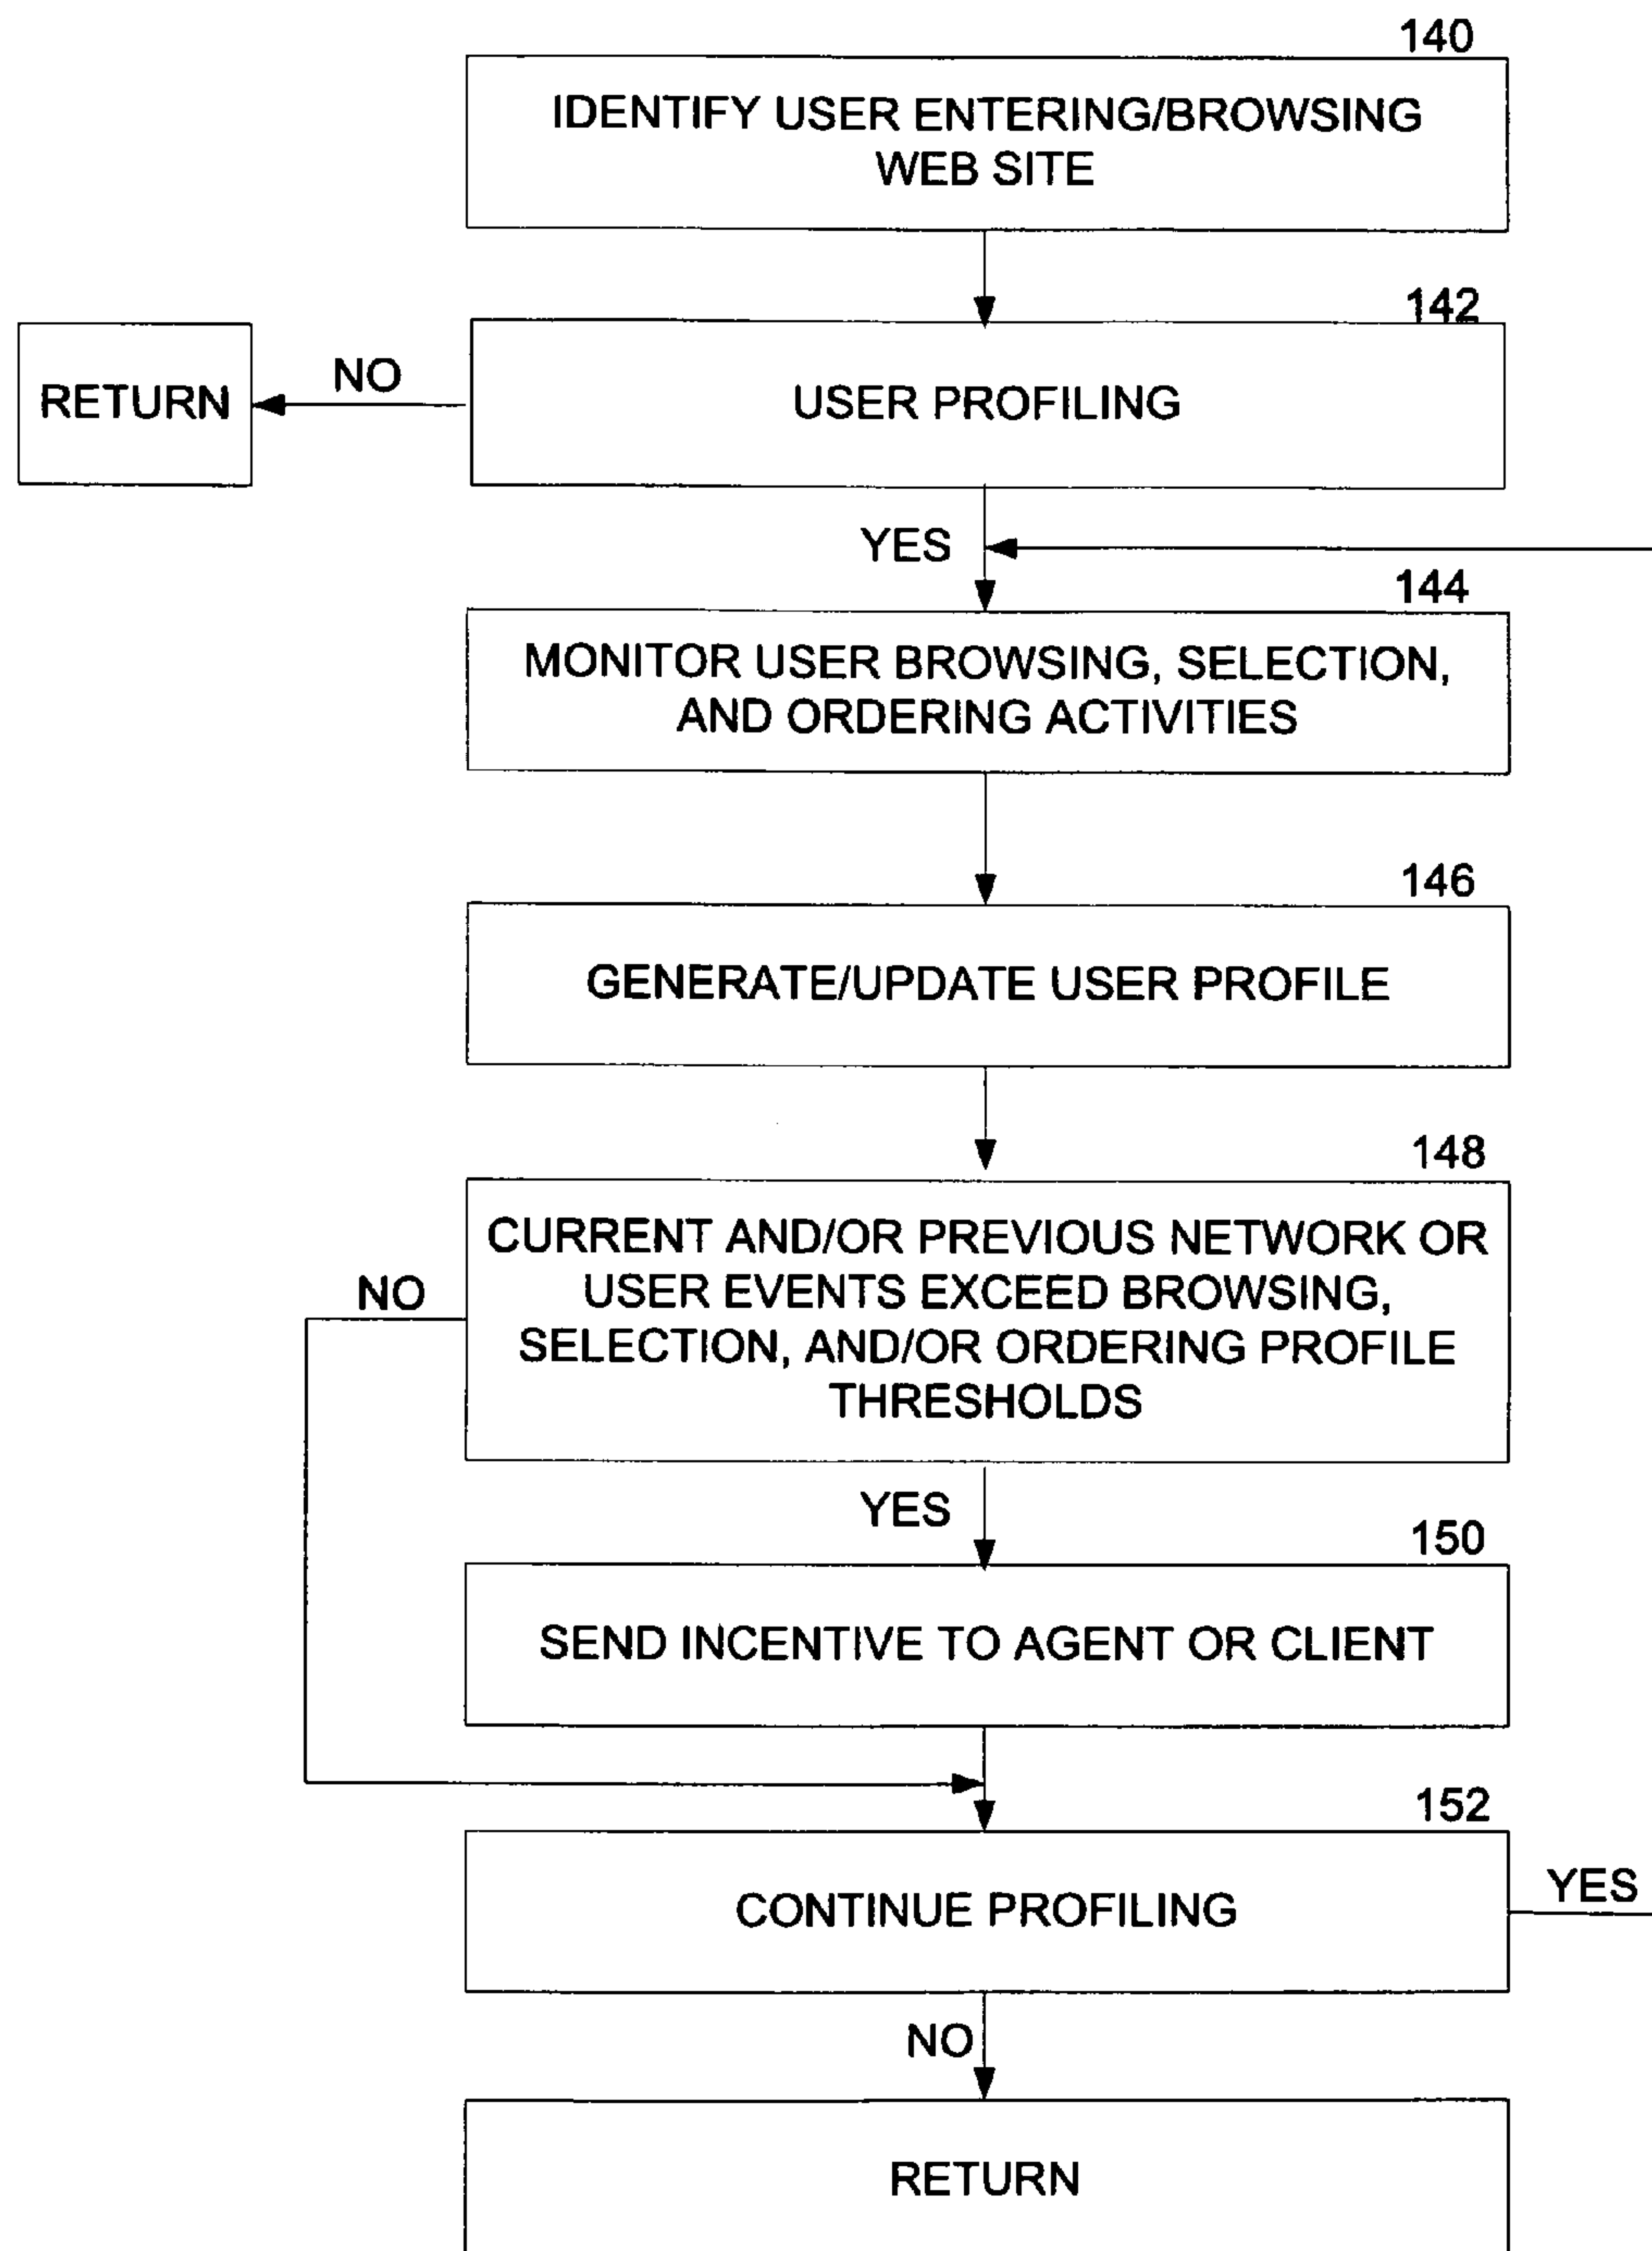 140
IDENTIFY USER ENTERING/BROWSING
WEB SITE
142
RETURN
NO
USER PROFILING
YES
144
MONITOR USER BROWSING, SELECTION,
AND ORDERING ACTIVITIES
146
GENERATE/UPDATE USER PROFILE
148
CURRENT AND/OR PREVIOUS NETWORK OR
USER EVENTS EXCEED BROWSING,
SELECTION, AND/OR ORDERING PROFILE
THRESHOLDS
NO
YES
150
SEND INCENTIVE TO AGENT OR CLIENT
152
CONTINUE PROFILING
YES
NO
RETURN